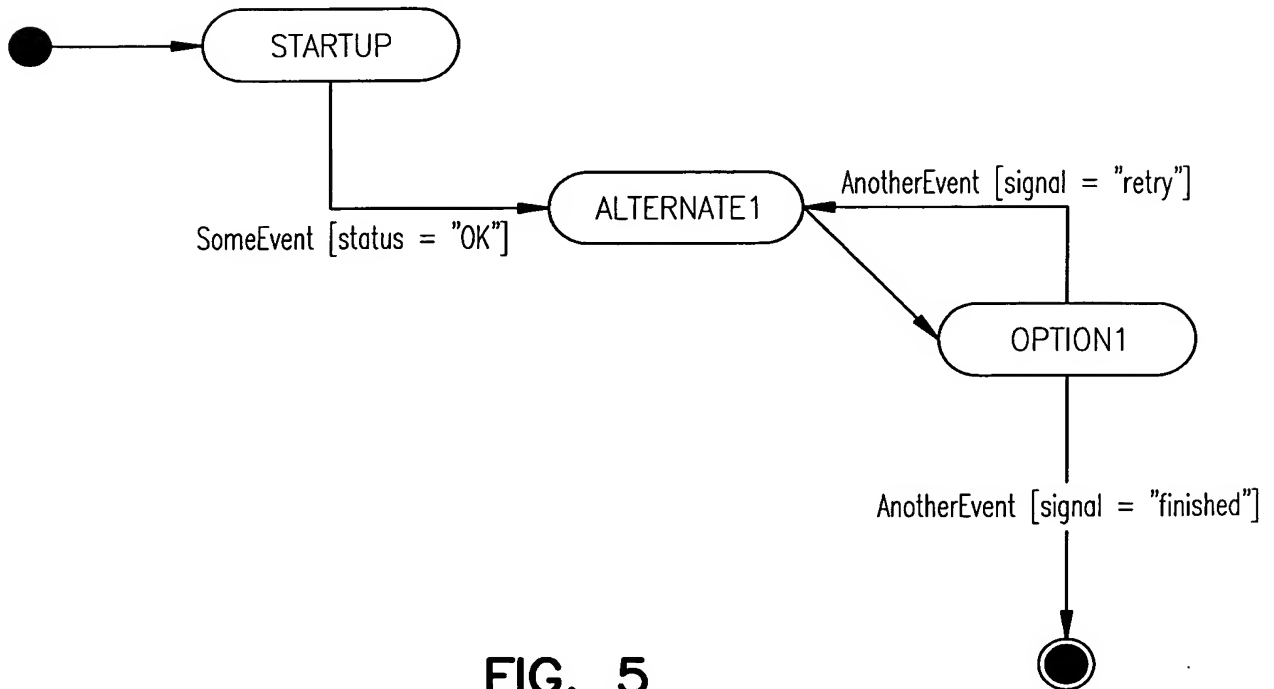 STARTUP
AnotherEvent [signal = "retry"]
ALTERNATE1
SomeEvent [status = "OK"]
OPTION1
AnotherEvent [signal = "finished"]
FIG. 5